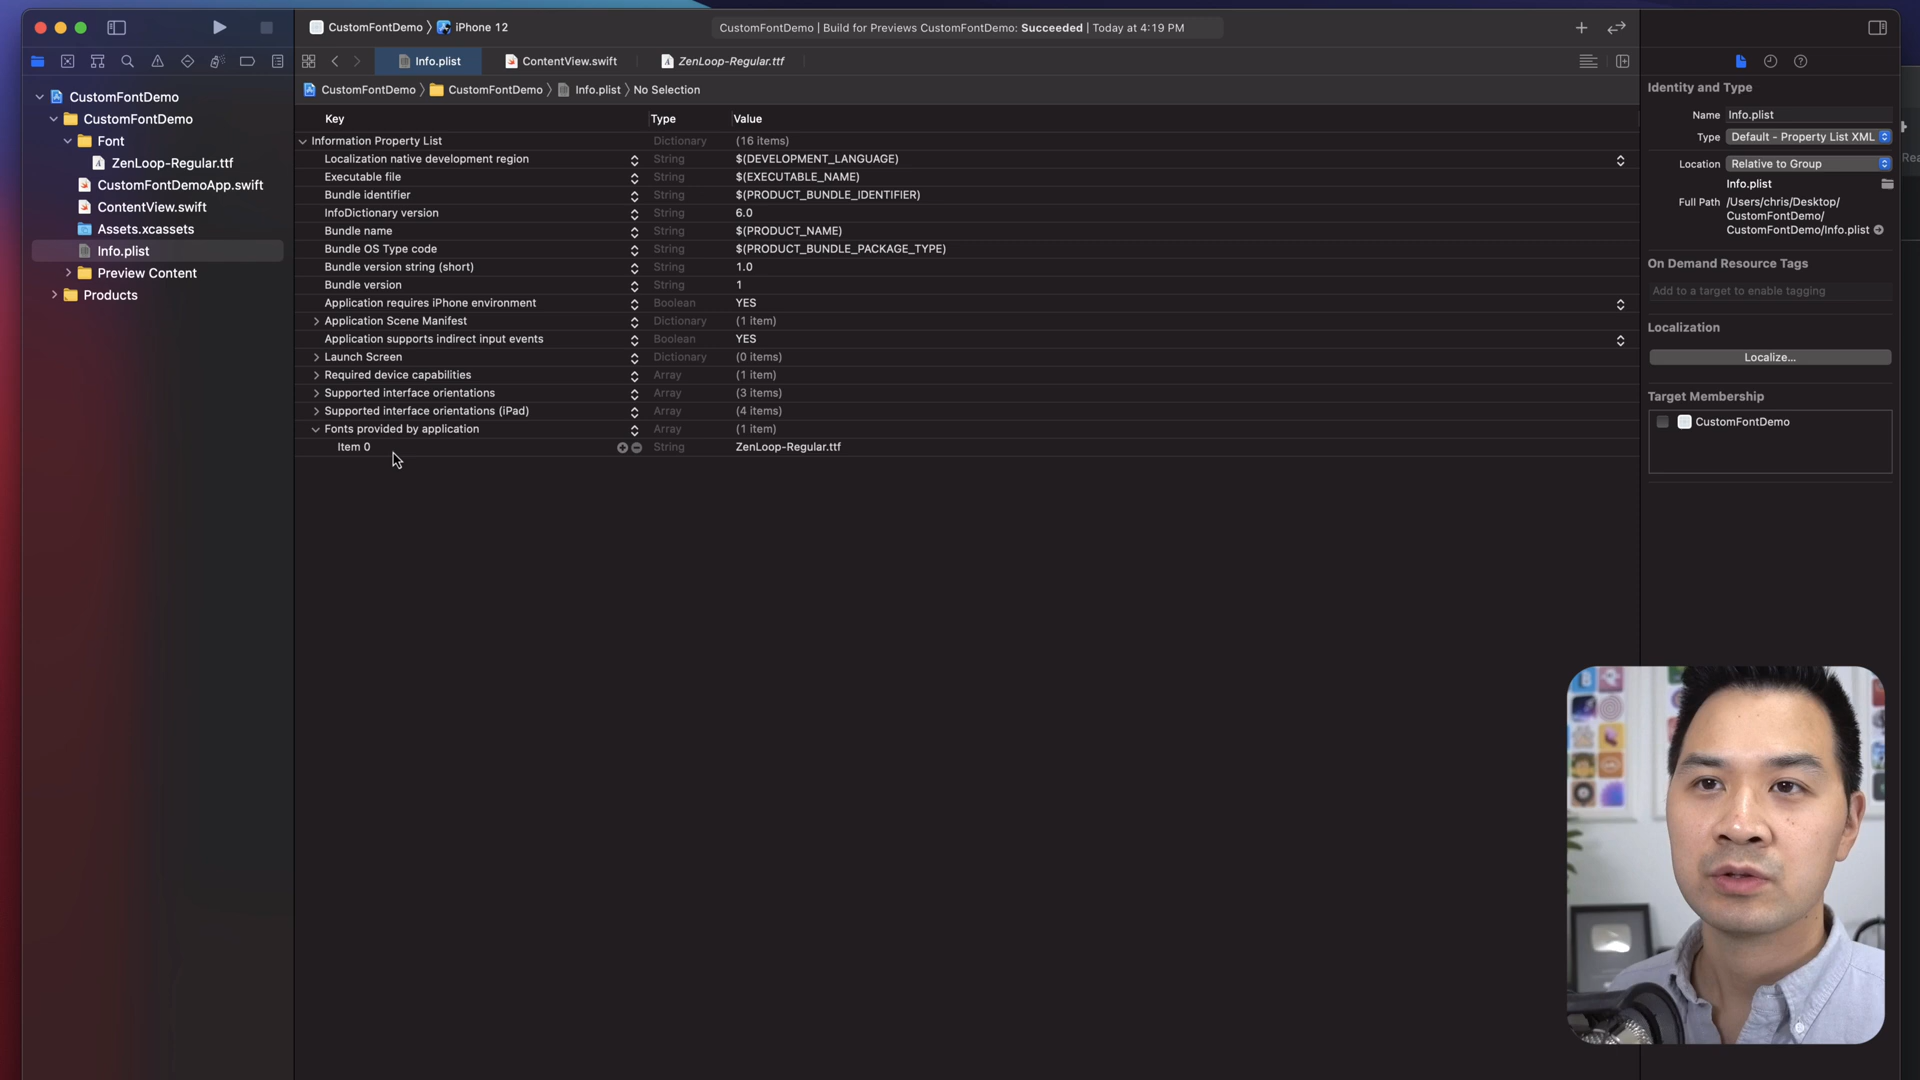 CustomFontDemo
iPhone 12
CustomFontDemo | Build for Previews CustomFontDemo: Succeeded | Today at 4:19 PM
Info.plist
ContentView.swift
ZenLoop-Regular.ttf
CustomFontDemo
CustomFontDemo
Info.plist
No Selection
CustomFontDemo
CustomFontDemo
Font
ZenLoop-Regular.ttf
CustomFontDemoApp.swift
ContentView.swift
Assets.xcassets
Info.plist
Preview Content
Products
Key Type Value
Information Property List Dictionary (16 items)
Localization native development region String $(DEVELOPMENT_LANGUAGE)
Executable file String $(EXECUTABLE_NAME)
Bundle identifier String $(PRODUCT_BUNDLE_IDENTIFIER)
InfoDictionary version String 6.0
Bundle name String $(PRODUCT_NAME)
Bundle OS Type code String $(PRODUCT_BUNDLE_PACKAGE_TYPE)
Bundle version string (short) String 1.0
Bundle version String 1
Application requires iPhone environment Boolean YES
Application Scene Manifest Dictionary (1 item)
Application supports indirect input events Boolean YES
Launch Screen Dictionary (0 items)
Required device capabilities Array (1 item)
Supported interface orientations Array (3 items)
Supported interface orientations (iPad) Array (4 items)
Fonts provided by application Array (1 item)
Item 0 String ZenLoop-Regular.ttf
Identity and Type
Name Info.plist
Type Default - Property List XML
Location Relative to Group
Info.plist
Full Path /Users/chris/Desktop/
CustomFontDemo/
CustomFontDemo/Info.plist
On Demand Resource Tags
Add to a target to enable tagging
Localization
Localize...
Target Membership
CustomFontDemo